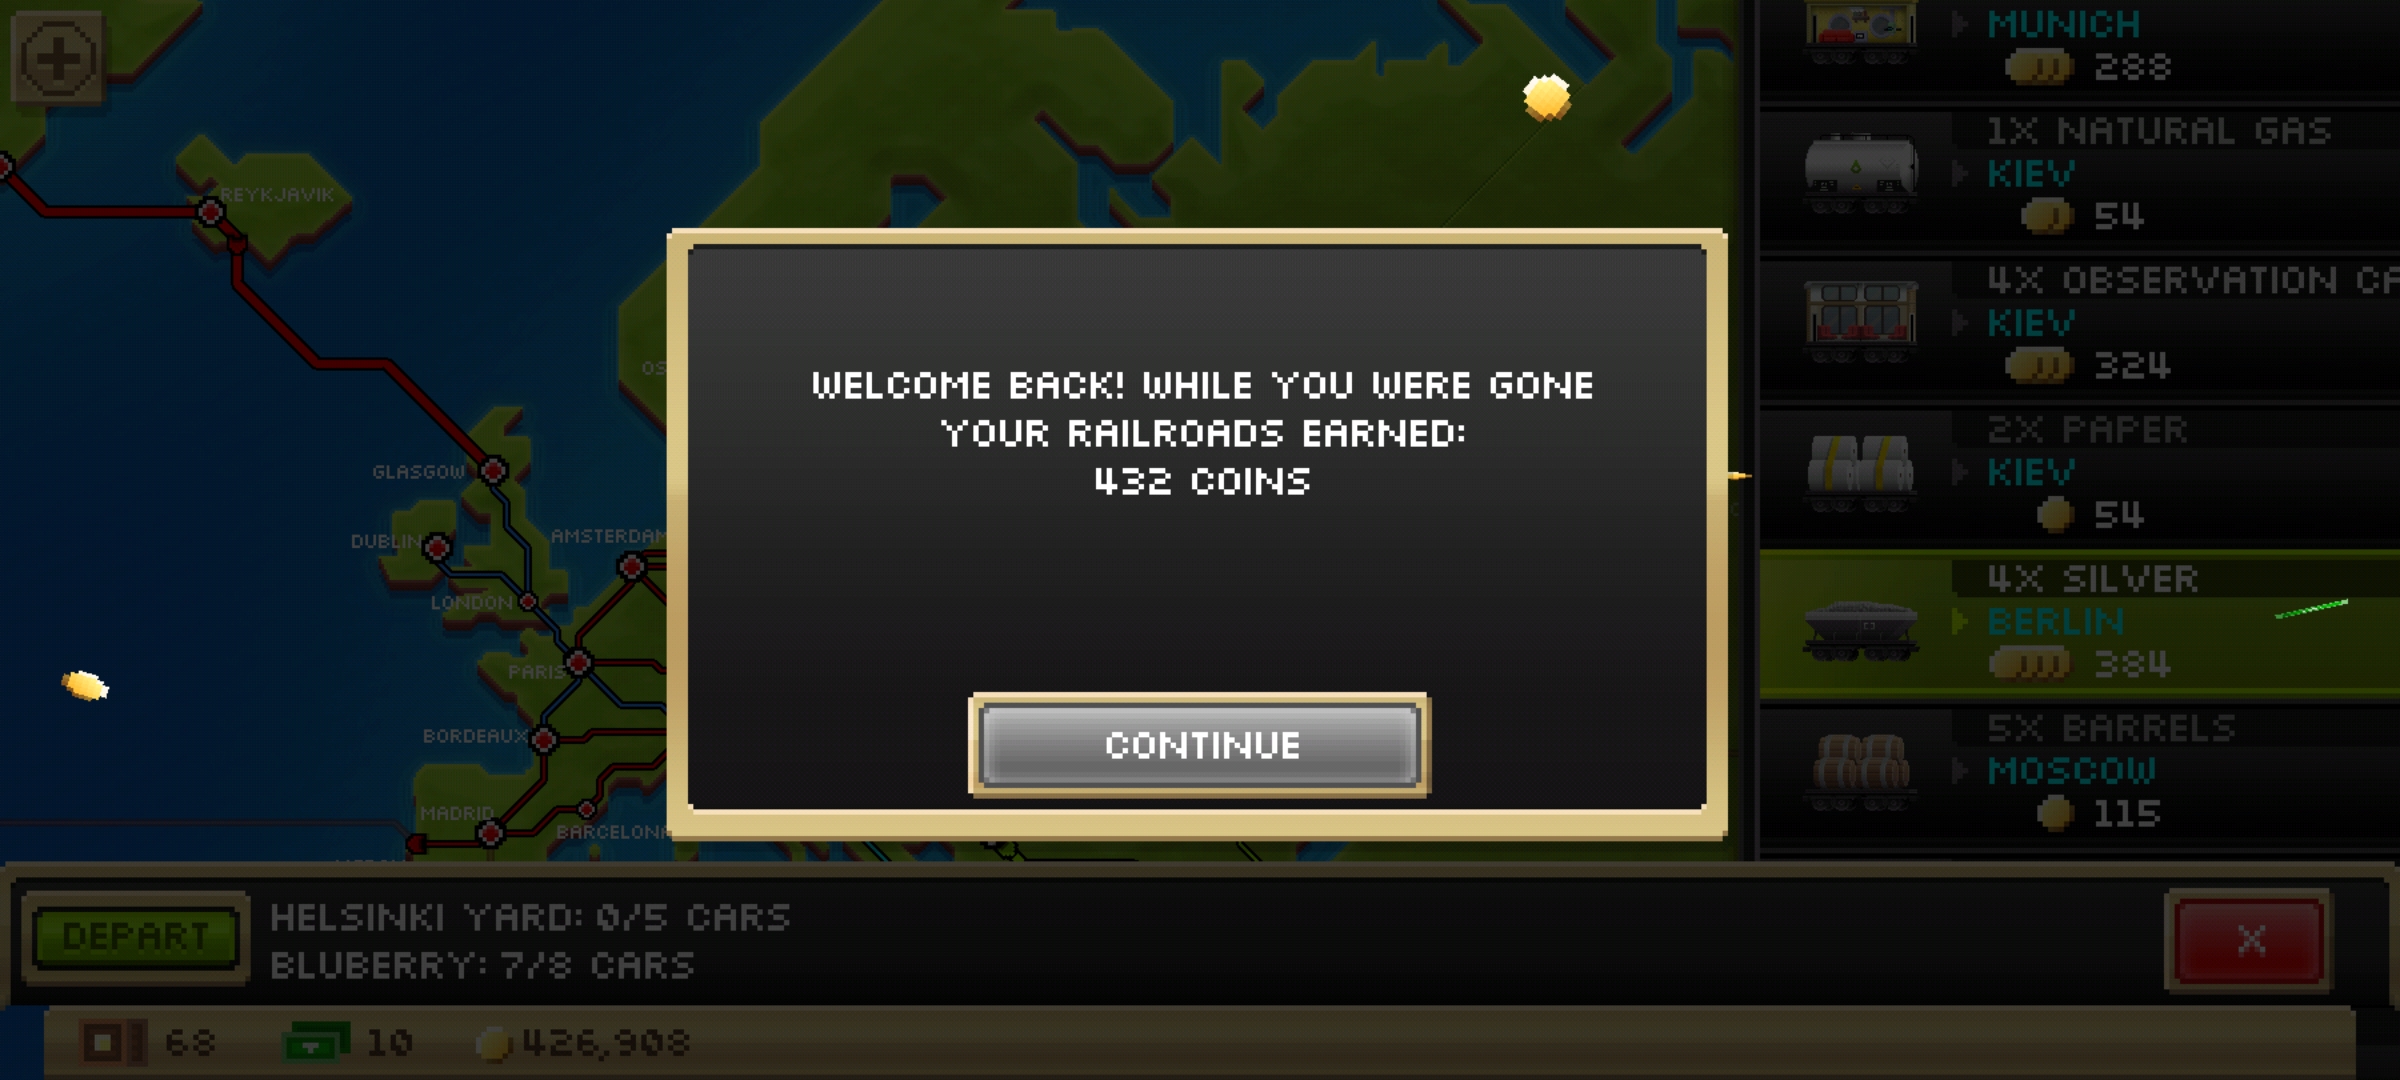 REYKJAVIK
GLASGOW
DUBLIN
AMSTERDAM
LONDON
PARIS
BORDEAUX
MADRID
BARCELONA
WELCOME BACK! WHILE YOU WERE GONE
YOUR RAILROADS EARNED:
432 COINS
CONTINUE
MUNICH
288
1X NATURAL GAS
KIEV
54
4X OBSERVATION CA
KIEV
324
2X PAPER
KIEV
54
4X SILVER
BERLIN
384
5X BARRELS
MOSCOW
115
DEPART
HELSINKI YARD: 0/5 CARS
BLUBERRY: 7/8 CARS
X
68
10
426,908